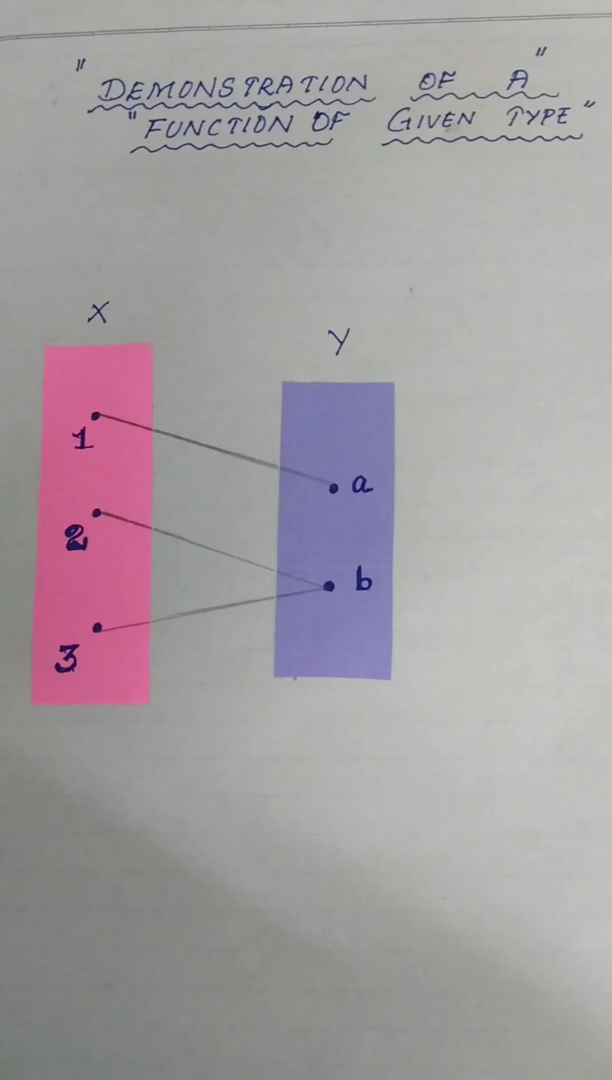 "DEMONSTRATION OF A"
"FUNCTION OF GIVEN TYPE"
X
Y
1
a
2
b
3